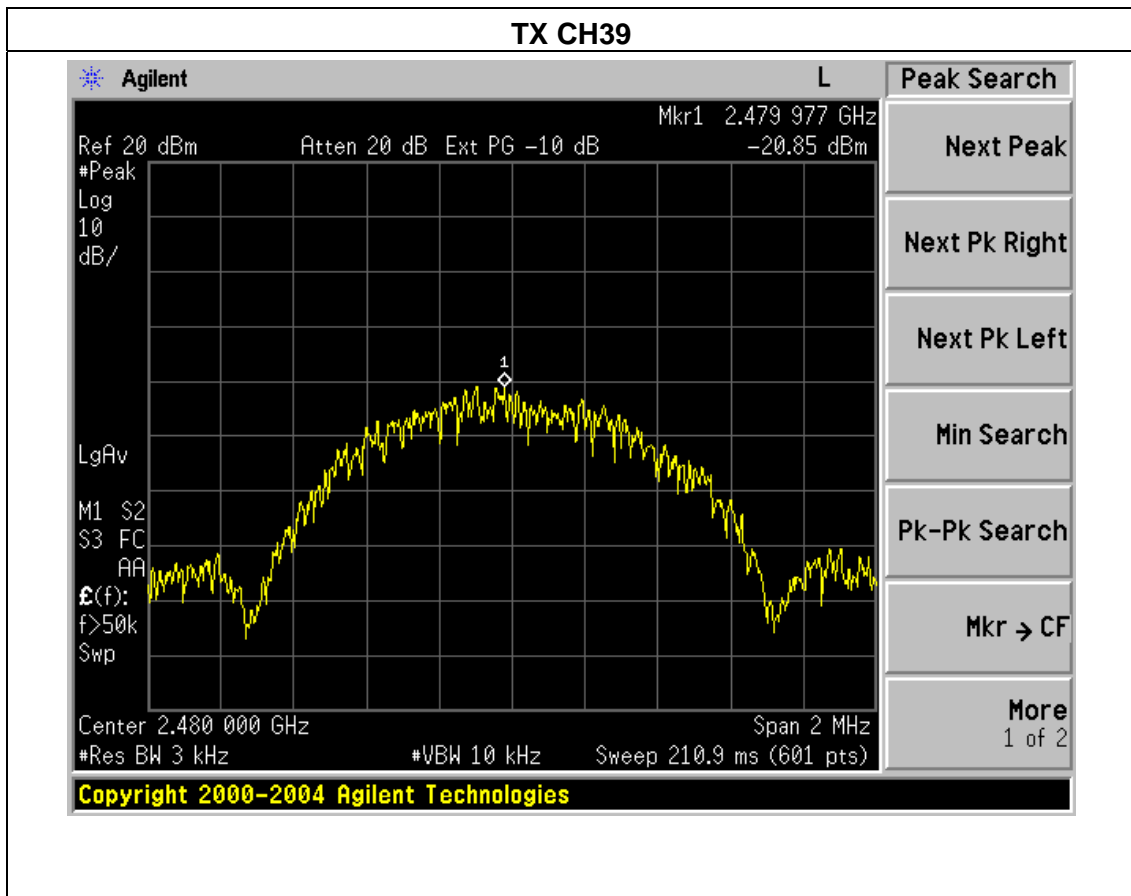 TX CH39
Agilent L Peak Search
Mkr1 2.479 977 GHz
Ref 20 dBm Atten 20 dB Ext PG -10 dB -20.85 dBm
#Peak
Log
10
dB/
1
LgAv
M1 S2
S3 FC
AA
£(f):
f>50k
Swp
Center 2.480 000 GHz Span 2 MHz
#Res BW 3 kHz #VBW 10 kHz Sweep 210.9 ms (601 pts)
Copyright 2000-2004 Agilent Technologies
Next Peak
Next Pk Right
Next Pk Left
Min Search
Pk-Pk Search
Mkr → CF
More
1 of 2